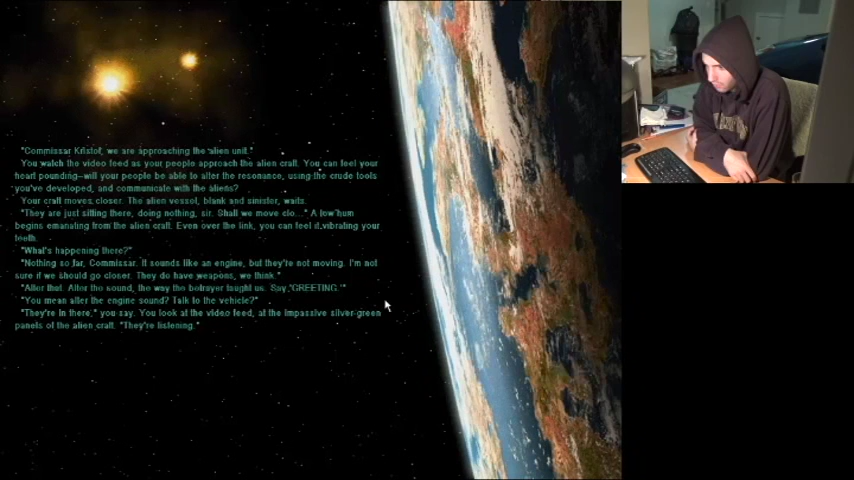 "Commissar Kristof, we are approaching the alien unit."
You watch the video feed as your people approach the alien craft. You can feel your
heart pounding--will your people be able to alter the resonance, using the crude tools
you've developed, and communicate with the aliens?
Your craft moves closer. The alien vessel, blank and sinister, waits.
"They are just sitting there, doing nothing, sir. Shall we move clo..." A low hum
begins emanating from the alien craft. Even over the link, you can feel it vibrating your
teeth.
"What's happening there?"
"Nothing so far, Commissar. It sounds like an engine, but they're not moving. I'm not
sure if we should go closer. They do have weapons, we think."
"Alter that. Alter the sound, the way the betrayer taught us. Say,'GREETING.'"
"You mean alter the engine sound? Talk to the vehicle?"
"They're in there," you say. You look at the video feed, at the impassive silver-green
panels of the alien craft. "They're listening."